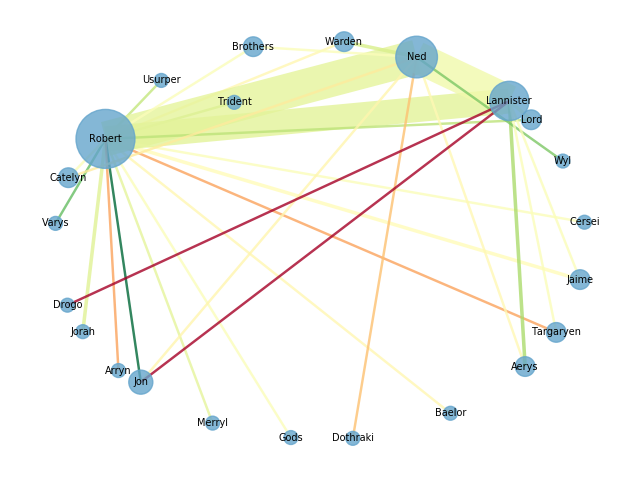 Warden
Brothers
Ned
Usurper
Lannister
Trident
Lord
Robert
Wyl
Catelyn
Varys
Cersei
Jaime
Drogo
Jorah
Targaryen
Aerys
Arryn
Jon
Baelor
Merryl
Gods
Dothraki